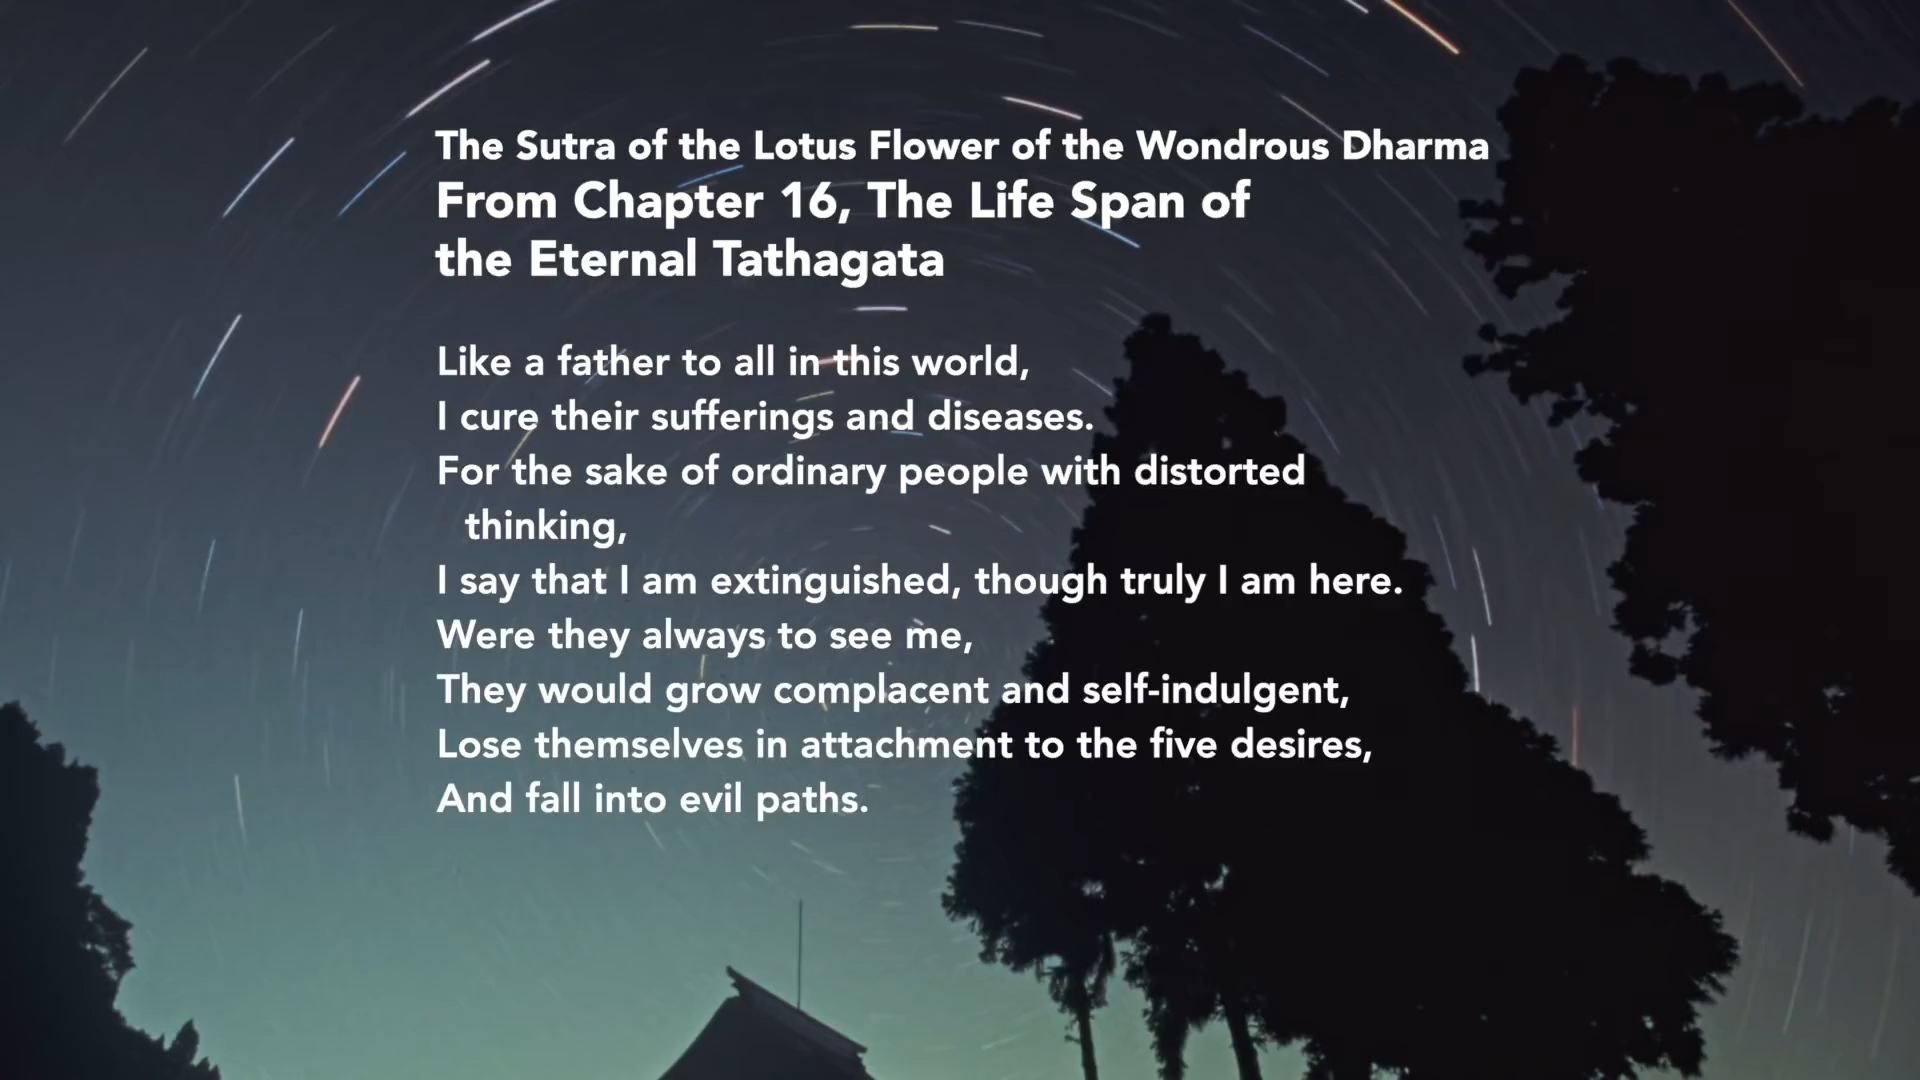 The Sutra of the Lotus Flower of the Wondrous Dharma
From Chapter 16, The Life Span of
the Eternal Tathagata
Like a father to all in this world,
I cure their sufferings and diseases.
For the sake of ordinary people with distorted
thinking,
I say that I am extinguished, though truly I am here.
Were they always to see me,
They would grow complacent and self-indulgent,
Lose themselves in attachment to the five desires,
And fall into evil paths.